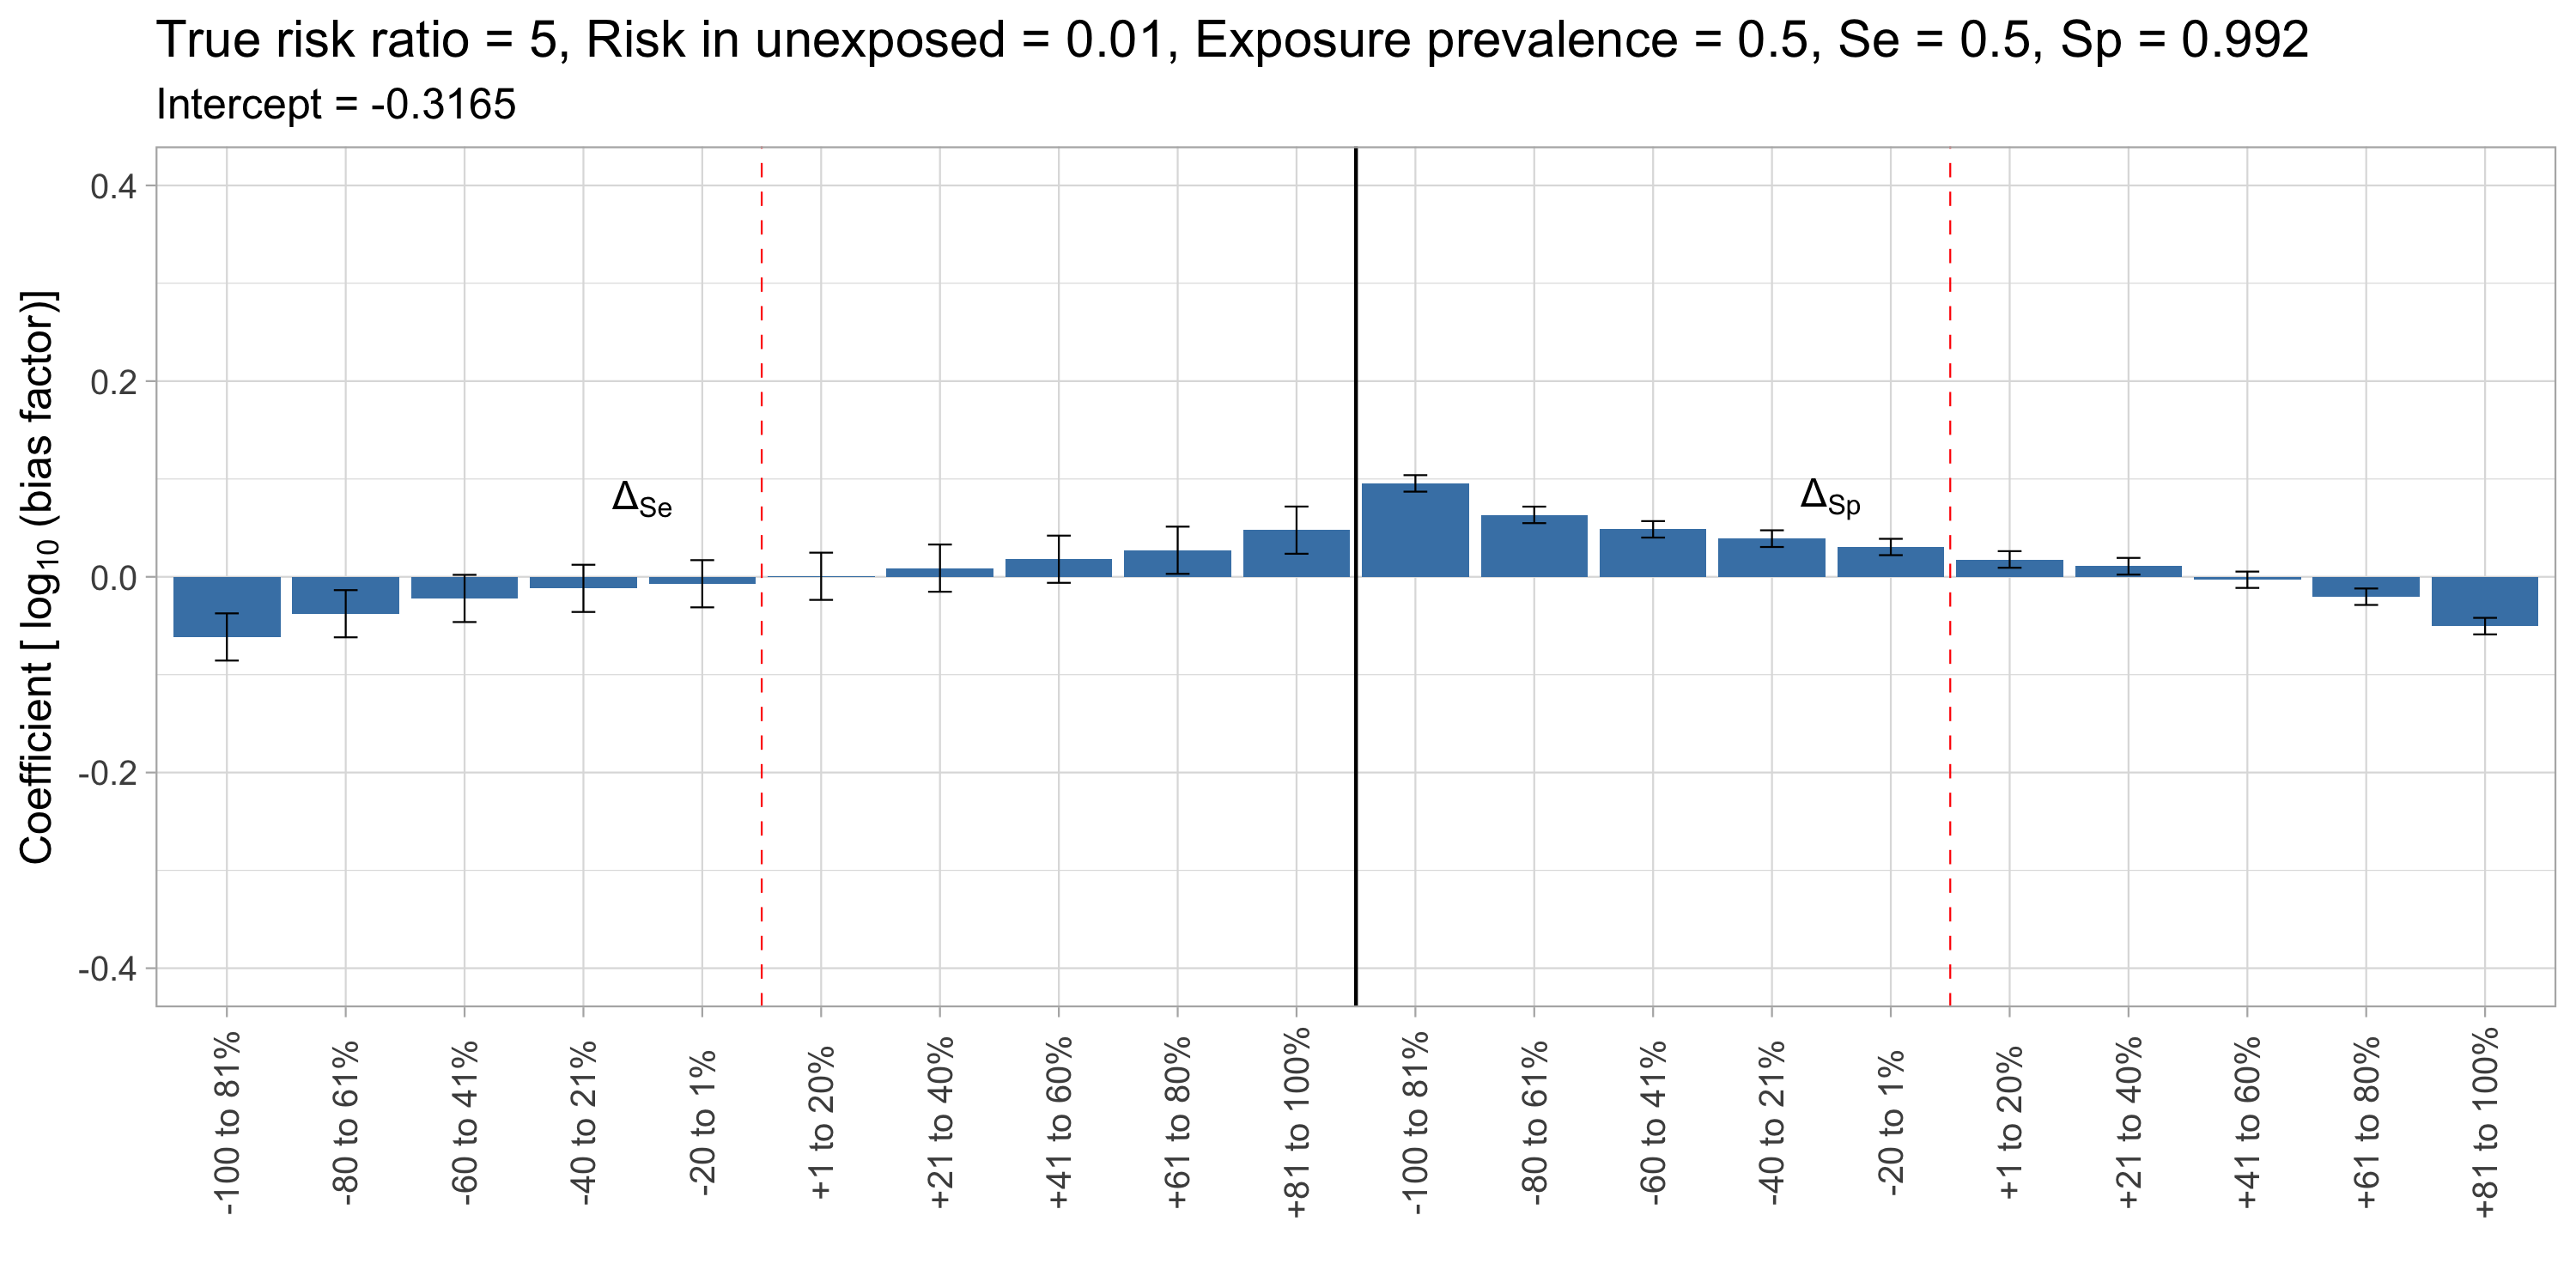 True risk ratio = 5, Risk in unexposed = 0.01, Exposure prevalence = 0.5, Se = 0.5, Sp = 0.992
Intercept = -0.3165
Coefficient [ log10 (bias factor)]
0.4
0.2
0.0
-0.2
-0.4
ΔSe
ΔSp
-100 to 81%
-80 to 61%
-60 to 41%
-40 to 21%
-20 to 1%
+1 to 20%
+21 to 40%
+41 to 60%
+61 to 80%
+81 to 100%
-100 to 81%
-80 to 61%
-60 to 41%
-40 to 21%
-20 to 1%
+1 to 20%
+21 to 40%
+41 to 60%
+61 to 80%
+81 to 100%